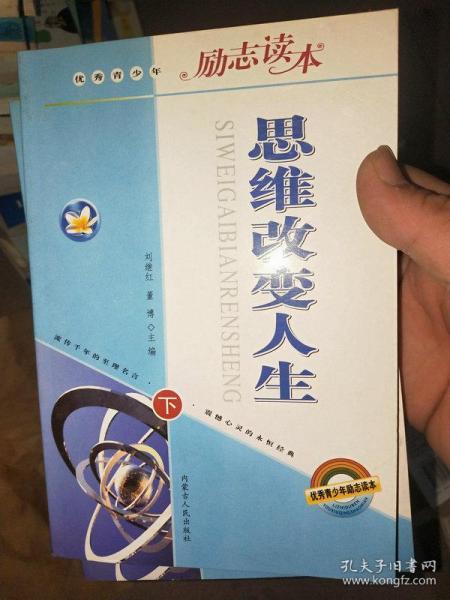 优秀青少年
励志读本
思维改变人生
SIWEIGAIBIANRENSHENG
刘继红 董博◇主编
流传千年的至理名言·
下
·震撼心灵的永恒经典
内蒙古人民出版社
优秀青少年励志读本
孔夫子旧书网
www.kongfz.com